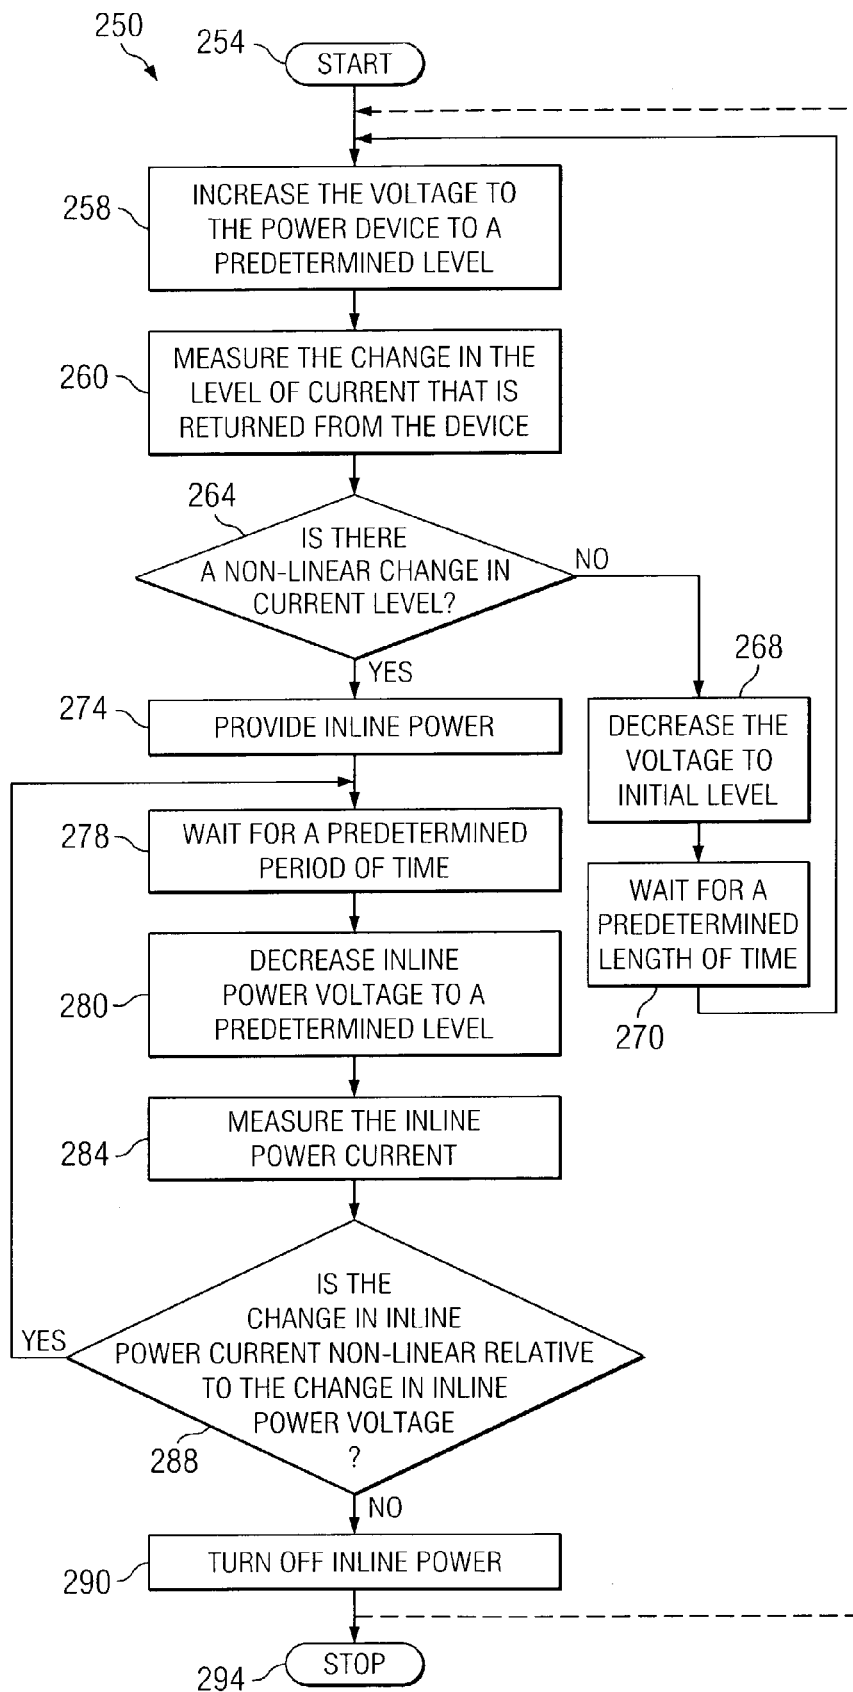 250
254
START
258
INCREASE THE VOLTAGE TO
THE POWER DEVICE TO A
PREDETERMINED LEVEL
260
MEASURE THE CHANGE IN THE
LEVEL OF CURRENT THAT IS
RETURNED FROM THE DEVICE
264
IS THERE
A NON-LINEAR CHANGE IN
CURRENT LEVEL?
NO
YES
268
DECREASE THE
VOLTAGE TO
INITIAL LEVEL
274
PROVIDE INLINE POWER
278
WAIT FOR A PREDETERMINED
PERIOD OF TIME
WAIT FOR A
PREDETERMINED
LENGTH OF TIME
270
280
DECREASE INLINE
POWER VOLTAGE TO A
PREDETERMINED LEVEL
284
MEASURE THE INLINE
POWER CURRENT
IS THE
CHANGE IN INLINE
POWER CURRENT NON-LINEAR RELATIVE
TO THE CHANGE IN INLINE
POWER VOLTAGE
?
YES
288
NO
290
TURN OFF INLINE POWER
294
STOP